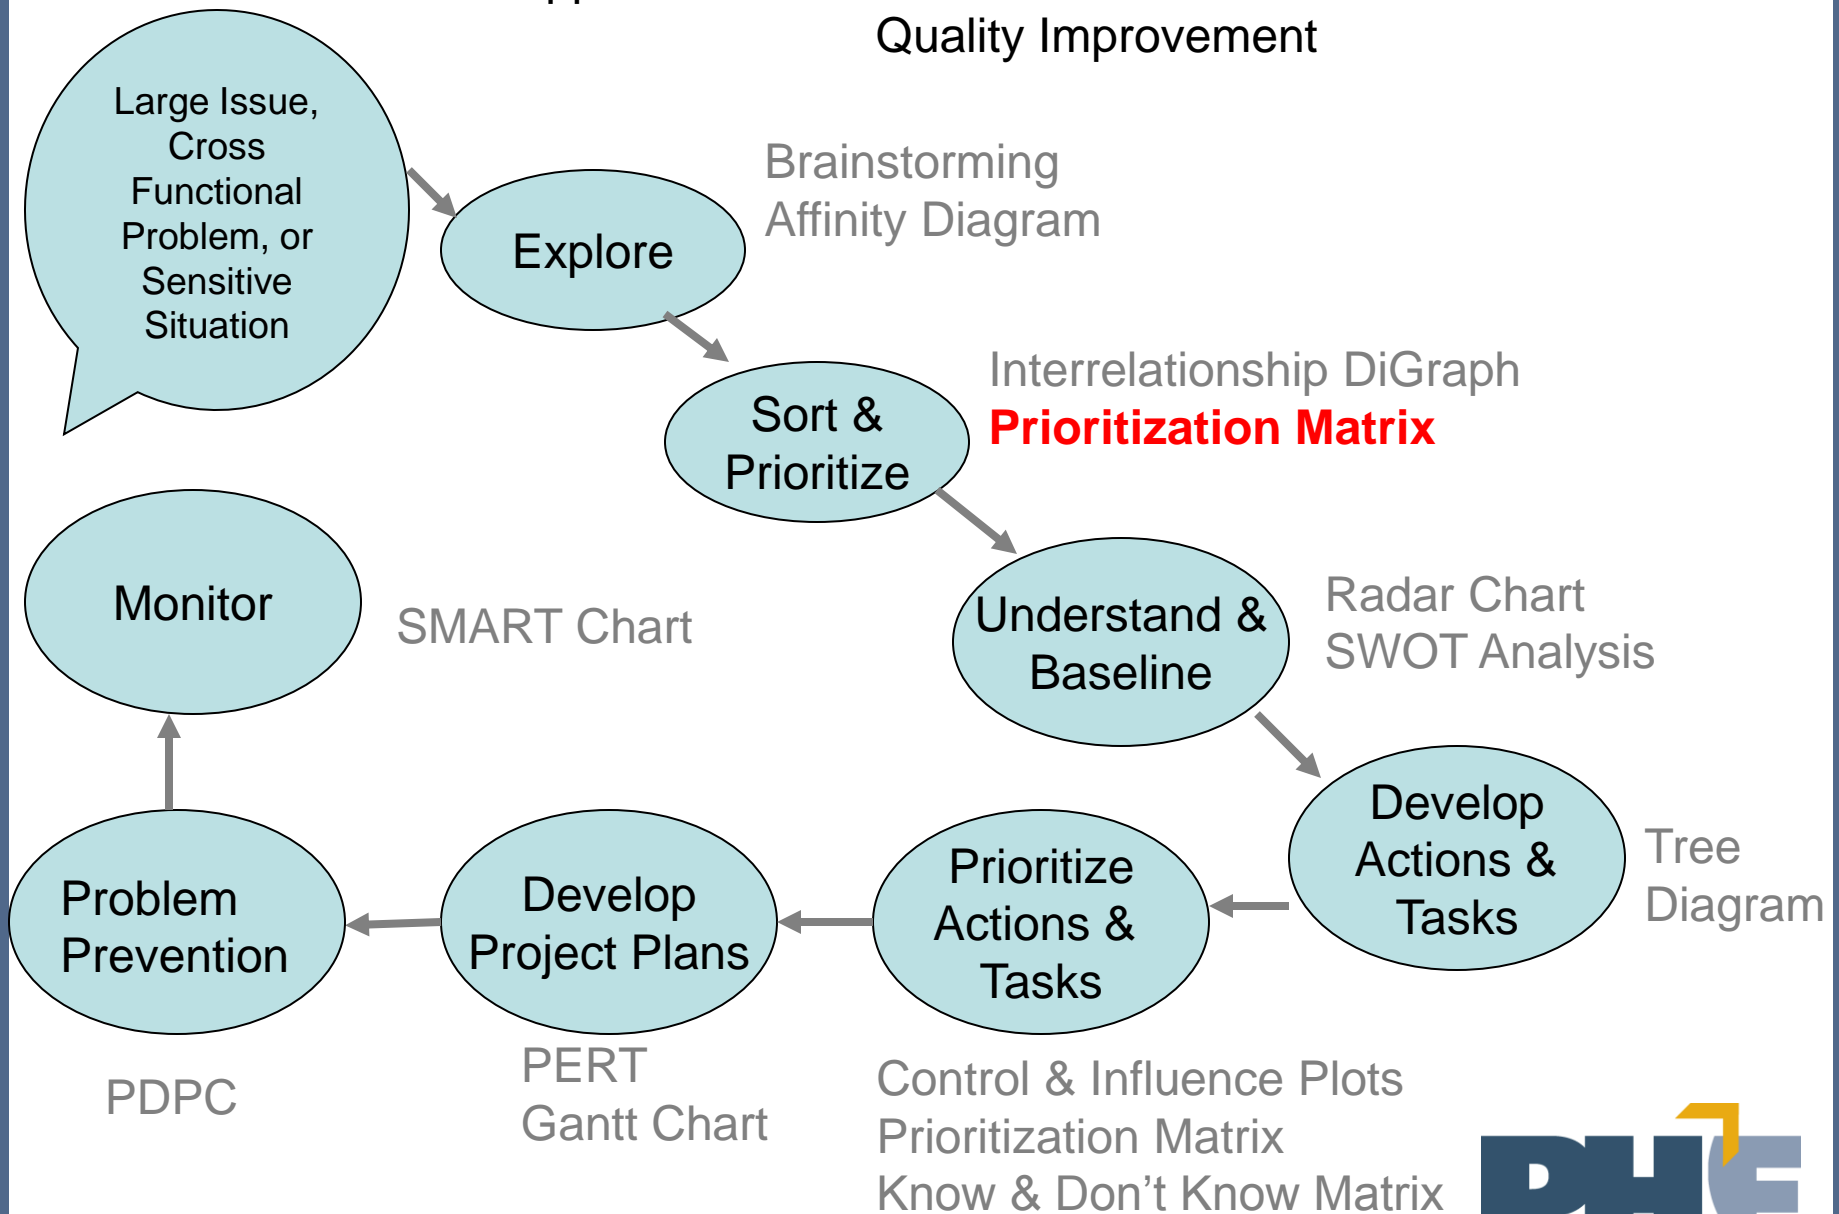 Quality Improvement
Large Issue,
Cross
Functional
Problem, or
Sensitive
Situation
Explore
Brainstorming
Affinity Diagram
Sort &
Prioritize
Interrelationship DiGraph
Prioritization Matrix
Understand &
Baseline
Radar Chart
SWOT Analysis
Develop
Actions &
Tasks
Tree
Diagram
Prioritize
Actions &
Tasks
Control & Influence Plots
Prioritization Matrix
Know & Don't Know Matrix
Develop
Project Plans
PERT
Gantt Chart
Problem
Prevention
PDPC
Monitor
SMART Chart